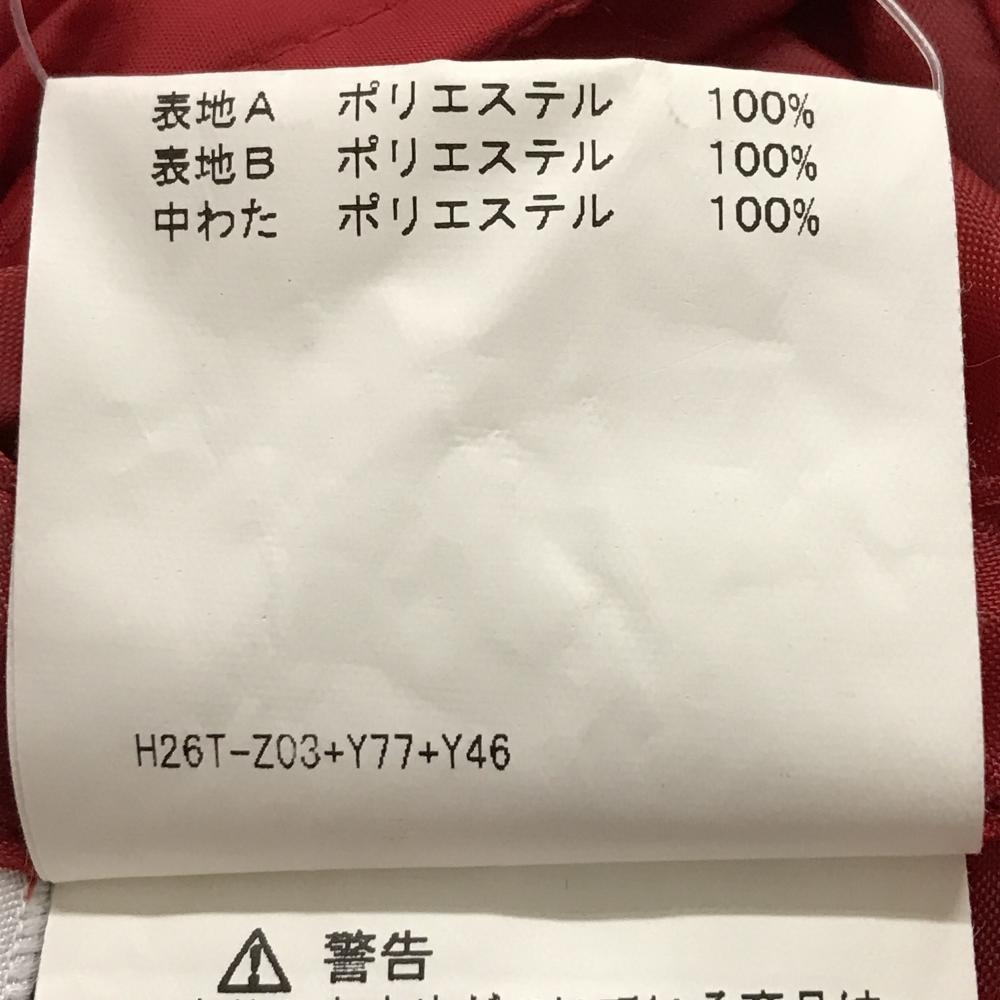 表地A ポリエステル 100%
表地B ポリエステル 100%
中わた ポリエステル 100%
H26T-Z03+Y77+Y46
警告